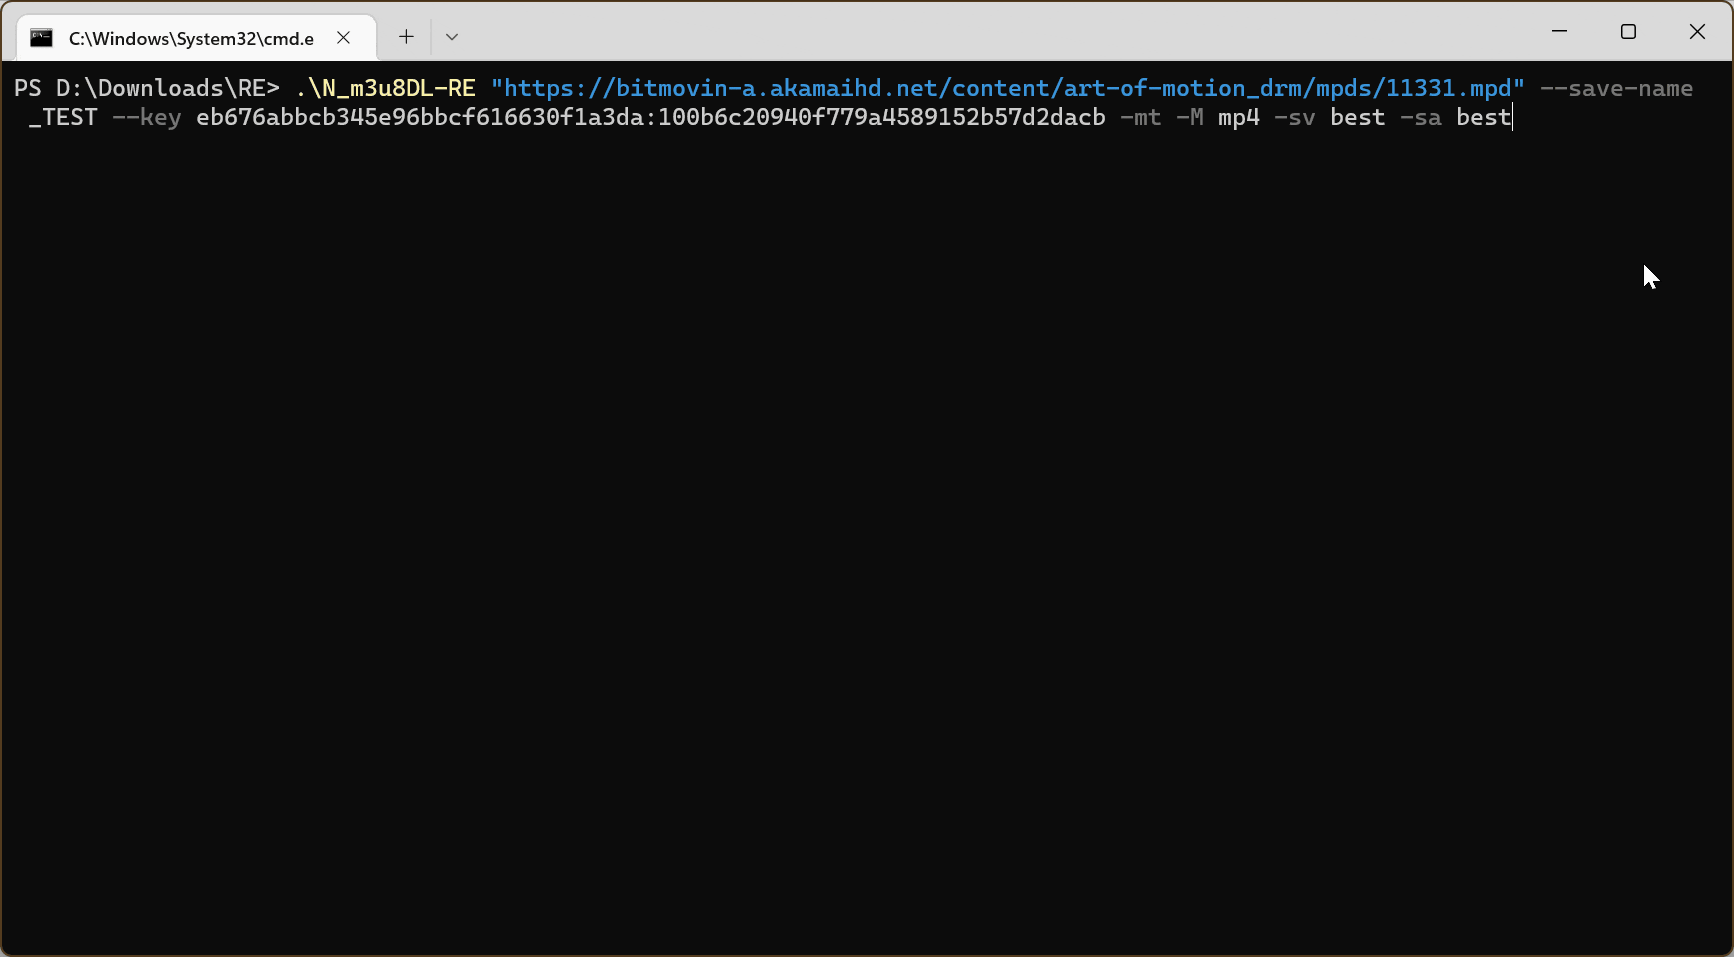 C:\Windows\System32\cmd.e
PS D:\Downloads\RE> .\N_m3u8DL-RE "https://bitmovin-a.akamaihd.net/content/art-of-motion_drm/mpds/11331.mpd" --save-name
_TEST --key eb676abbcb345e96bbcf616630f1a3da:100b6c20940f779a4589152b57d2dacb -mt -M mp4 -sv best -sa best